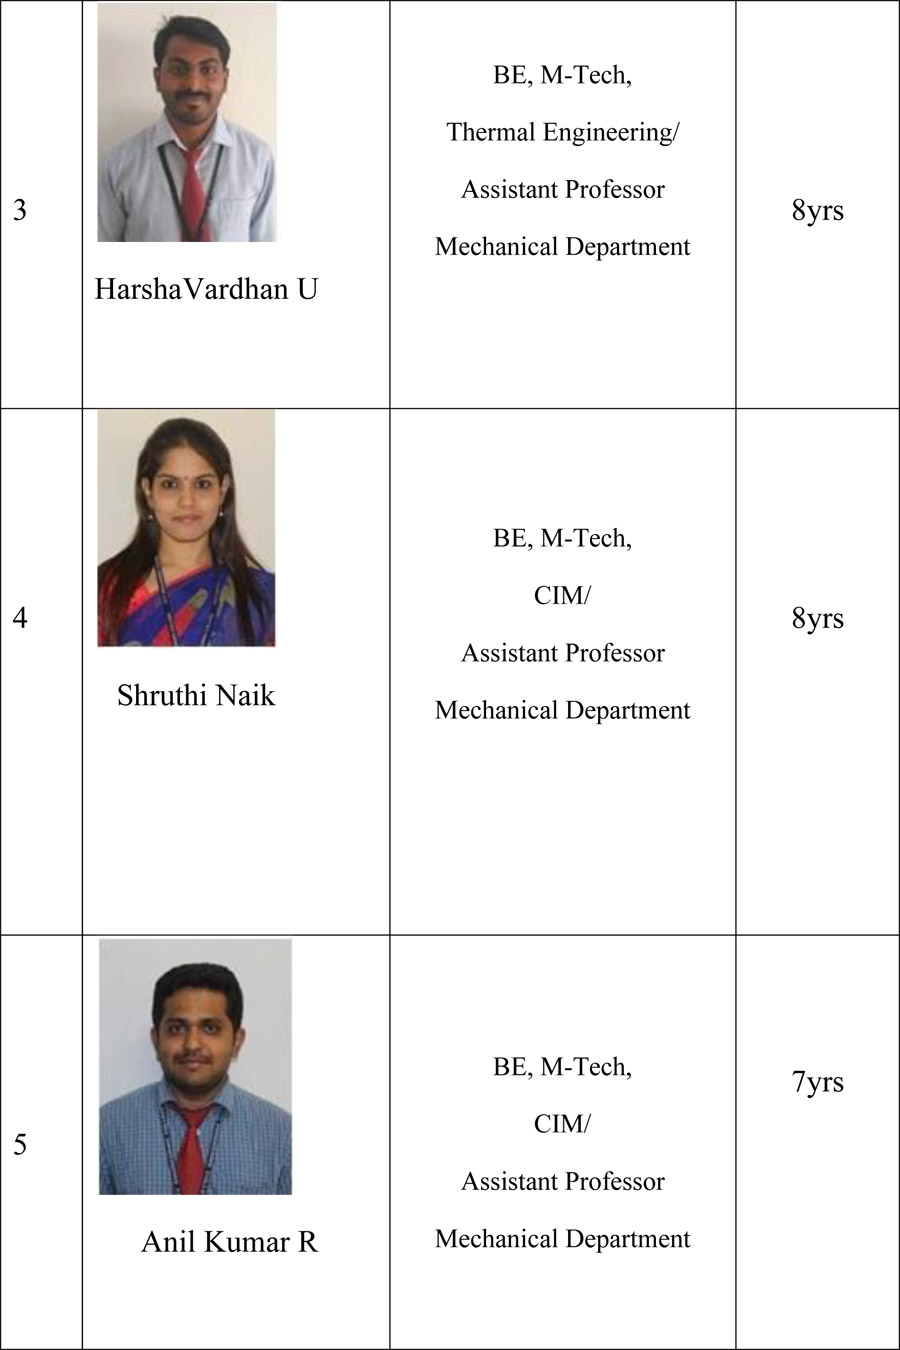 3
HarshaVardhan U
BE, M-Tech,
Thermal Engineering/
Assistant Professor
Mechanical Department
8yrs
4
Shruthi Naik
BE, M-Tech,
CIM/
Assistant Professor
Mechanical Department
8yrs
5
Anil Kumar R
BE, M-Tech,
CIM/
Assistant Professor
Mechanical Department
7yrs